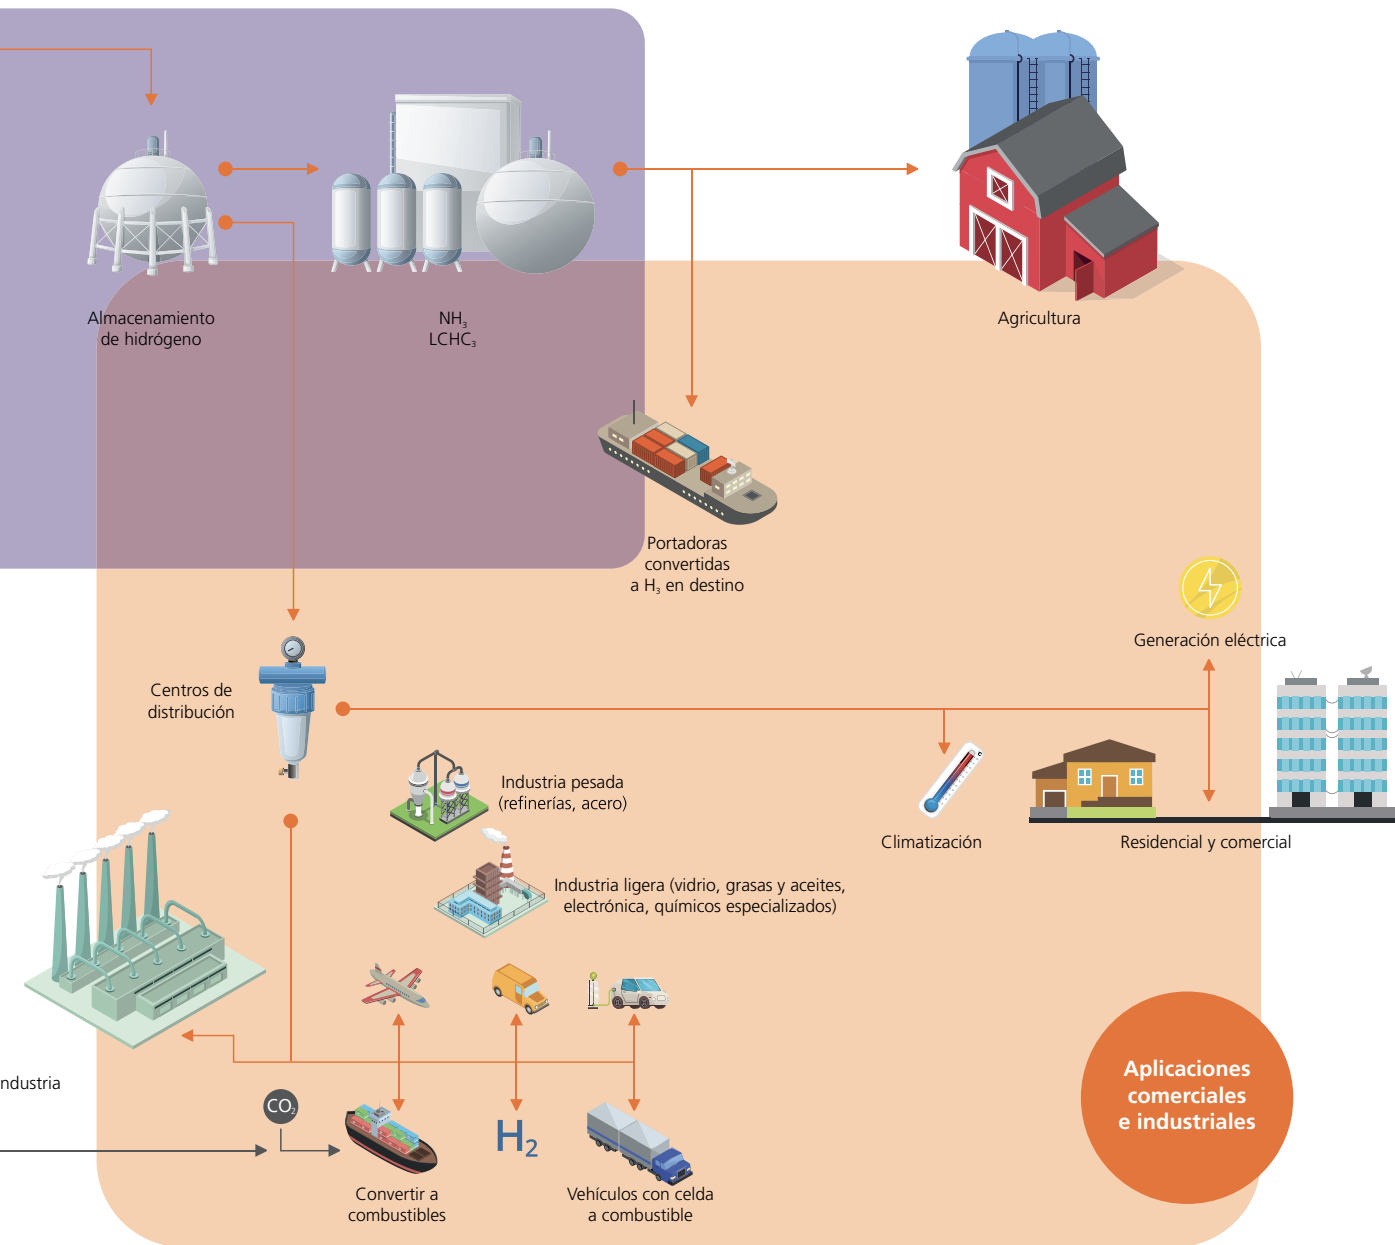 Almacenamiento
de hidrógeno
NH₃
LCHC₃
Agricultura
Portadoras
convertidas
a H₃ en destino
Generación eléctrica
Centros de
distribución
Industria pesada
(refinerías, acero)
Climatización
Residencial y comercial
Industria ligera (vidrio, grasas y aceites,
electrónica, químicos especializados)
Aplicaciones
comerciales
e industriales
ndustria
CO₂
H₂
Convertir a
combustibles
Vehículos con celda
a combustible